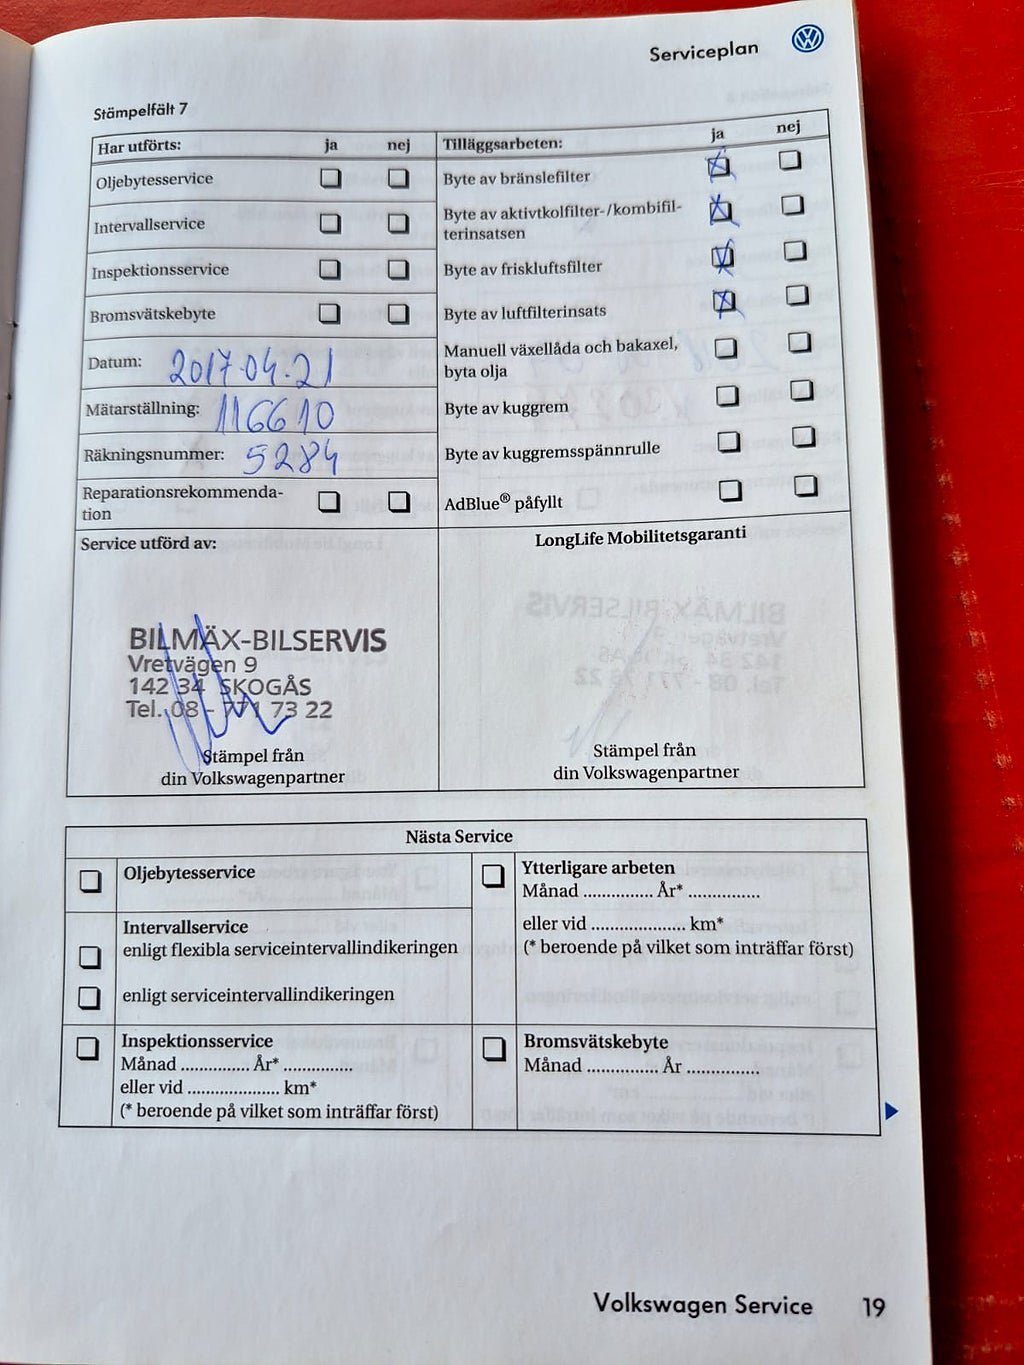 Serviceplan
Stämpelfält 7
Har utförts: ja nej
Oljebytesservice
Intervallservice
Inspektionsservice
Bromsvätskebyte
Datum: 2017.04.21
Mätarställning: 116610
Räkningsnummer: 5284
Reparationsrekommenda-
tion
Tilläggsarbeten: ja nej
Byte av bränslefilter
Byte av aktivtkolfilter-/kombifil-
terinsatsen
Byte av friskluftsfilter
Byte av luftfilterinsats
Manuell växellåda och bakaxel,
byta olja
Byte av kuggrem
Byte av kuggremsspännrulle
AdBlue® påfyllt
Service utförd av:
BILMÄX-BILSERVIS
Vretvägen 9
142 34 SKOGÅS
Tel. 08 - 771 73 22
Stämpel från
din Volkswagenpartner
LongLife Mobilitetsgaranti
Stämpel från
din Volkswagenpartner
Nästa Service
Oljebytesservice
Intervallservice
enligt flexibla serviceintervallindikeringen
enligt serviceintervallindikeringen
Inspektionsservice
Månad ............... År* ...............
eller vid .................... km*
(* beroende på vilket som inträffar först)
Ytterligare arbeten
Månad ............... År* ...............
eller vid .................... km*
(* beroende på vilket som inträffar först)
Bromsvätskebyte
Månad ............... År ...............
Volkswagen Service 19